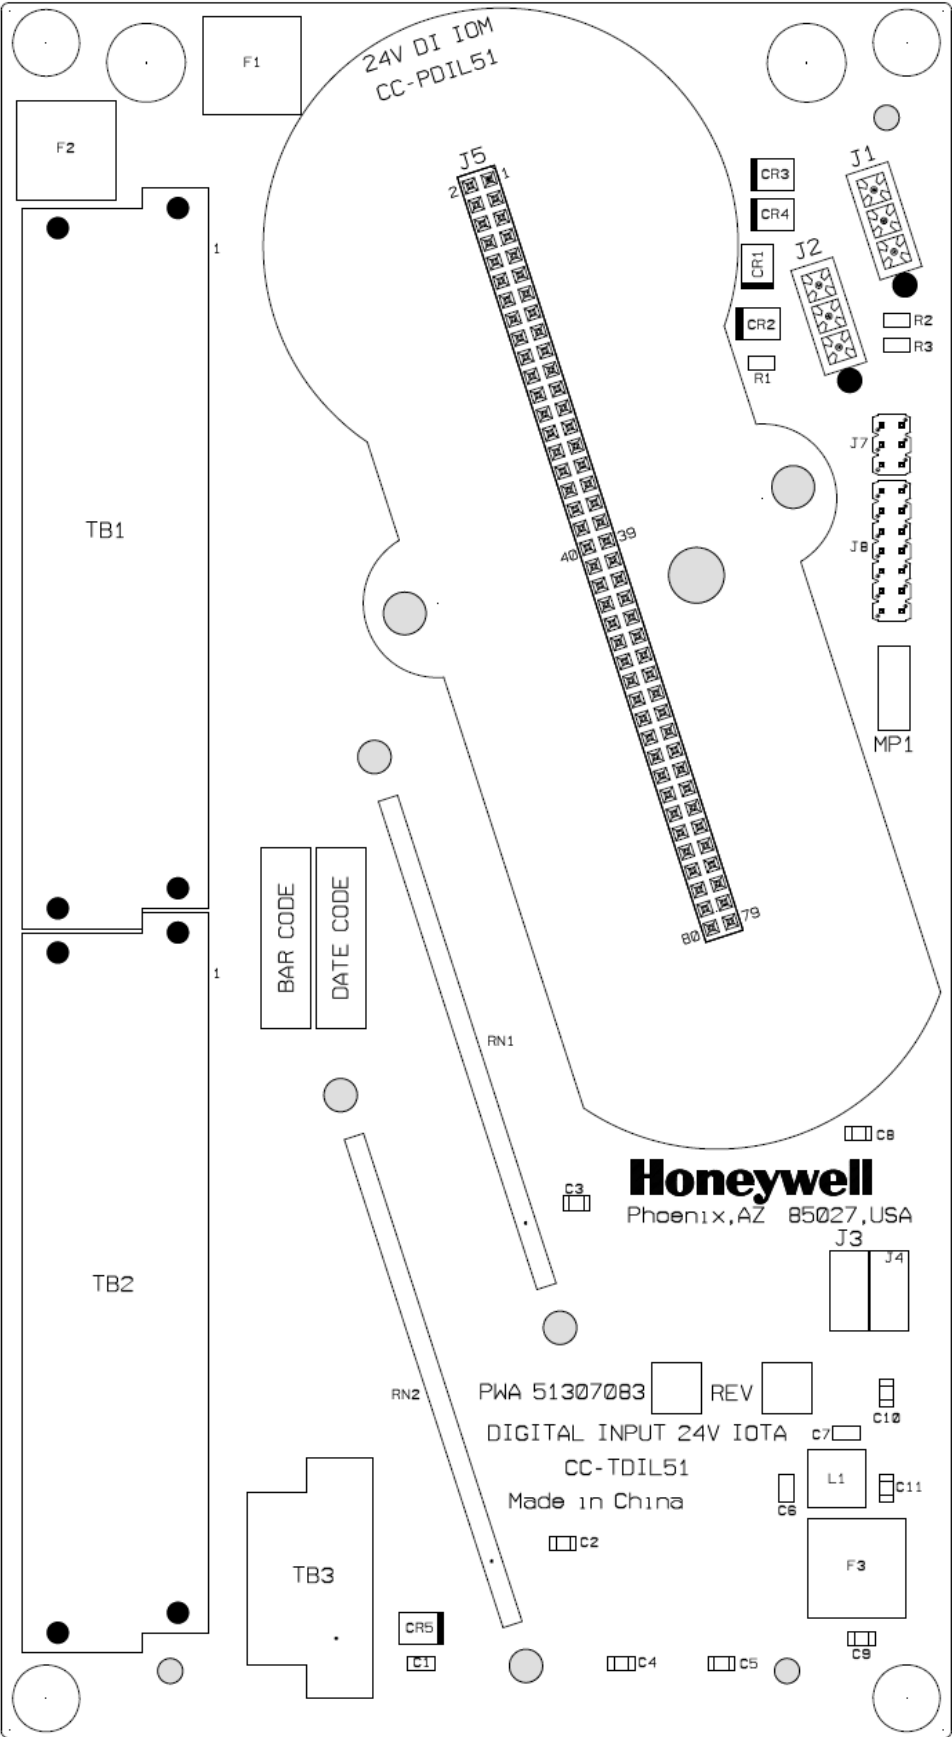 F1
24V DI IOM
CC-PDIL51
F2
J5
2
1
CR3
J1
CR4
1
J2
CR1
CR2
R2
R3
R1
J7
TB1
39
40
J8
MP1
BAR CODE
DATE CODE
79
80
1
RN1
C8
Honeywell
C3
Phoenix,AZ 85027,USA
J3
J4
TB2
RN2
PWA 51307083
REV
C10
DIGITAL INPUT 24V IOTA
C7
CC-TDIL51
L1
C11
Made in China
C6
C2
F3
TB3
CR5
C9
C1
C4
C5